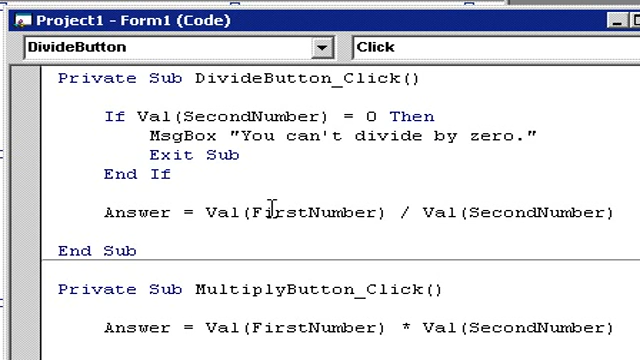 Project1 - Form1 (Code)
DivideButton Click
Private Sub DivideButton_Click()
If Val(SecondNumber) = 0 Then
MsgBox "You can't divide by zero."
Exit Sub
End If
Answer = Val(FirstNumber) / Val(SecondNumber)
End Sub
Private Sub MultiplyButton_Click()
Answer = Val(FirstNumber) * Val(SecondNumber)